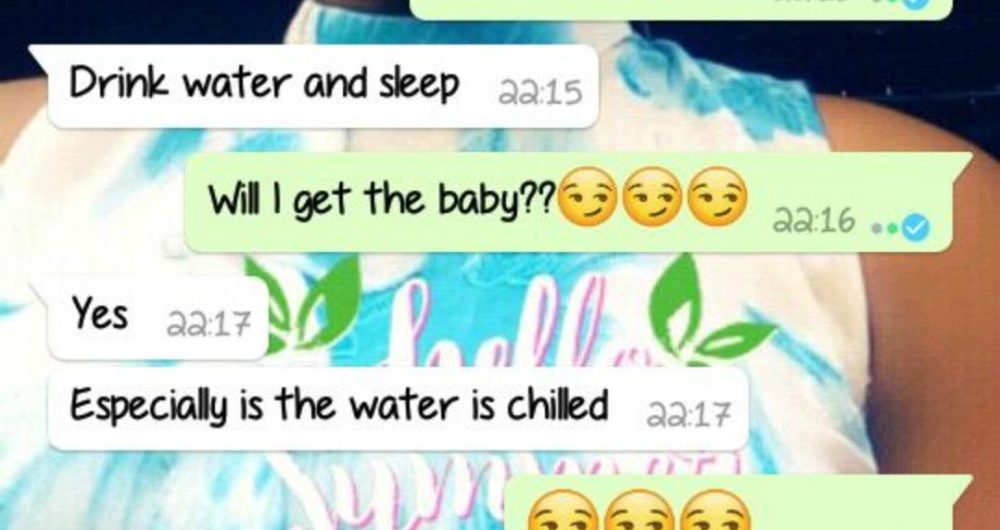 Drink water and sleep 22:15
Will I get the baby??😏😏😏 22:16
Yes 22:17
hello
Especially is the water is chilled 22:17
😏😏😏